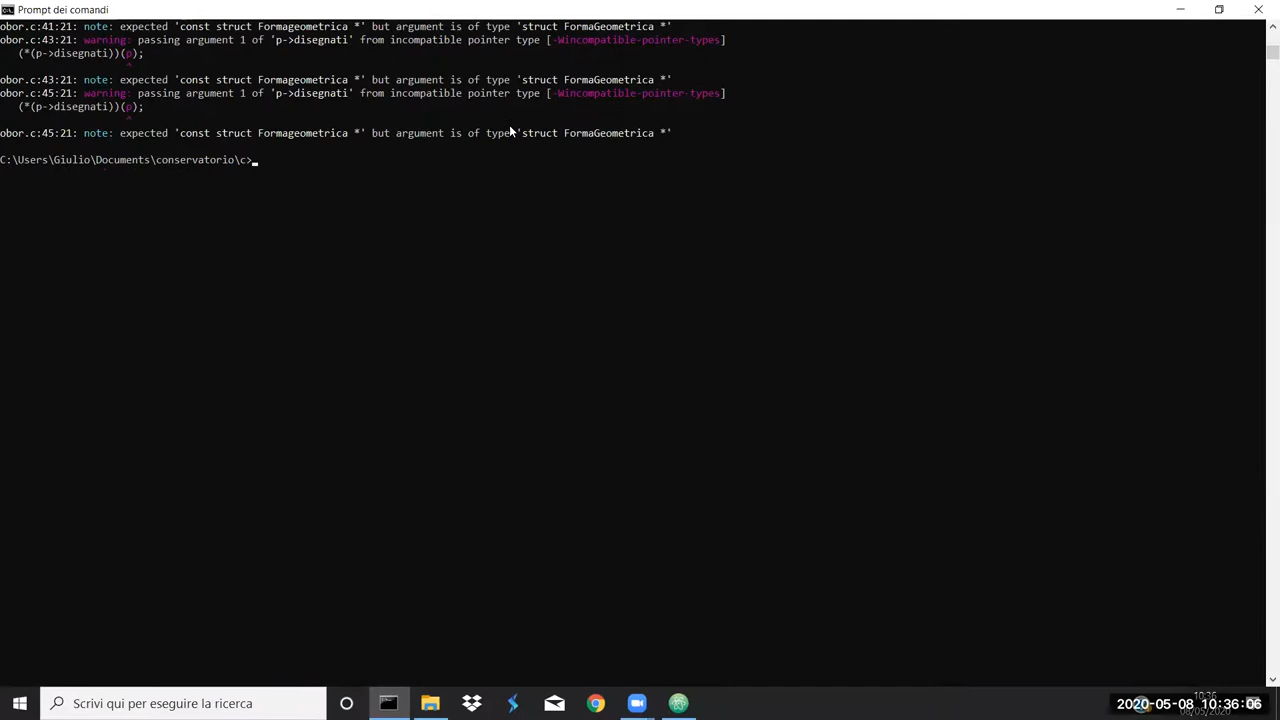 Prompt dei comandi
obor.c:41:21: note: expected 'const struct Formageometrica *' but argument is of type 'struct FormaGeometrica *'
obor.c:43:21: warning: passing argument 1 of 'p->disegnati' from incompatible pointer type [-Wincompatible-pointer-types]
(*(p->disegnati))(p);
^
obor.c:43:21: note: expected 'const struct Formageometrica *' but argument is of type 'struct FormaGeometrica *'
obor.c:45:21: warning: passing argument 1 of 'p->disegnati' from incompatible pointer type [-Wincompatible-pointer-types]
(*(p->disegnati))(p);
^
obor.c:45:21: note: expected 'const struct Formageometrica *' but argument is of type 'struct FormaGeometrica *'
C:\Users\Giulio\Documents\conservatorio\c>
Scrivi qui per eseguire la ricerca
10:36
2020-05-08 10:36:06
08/05/2020